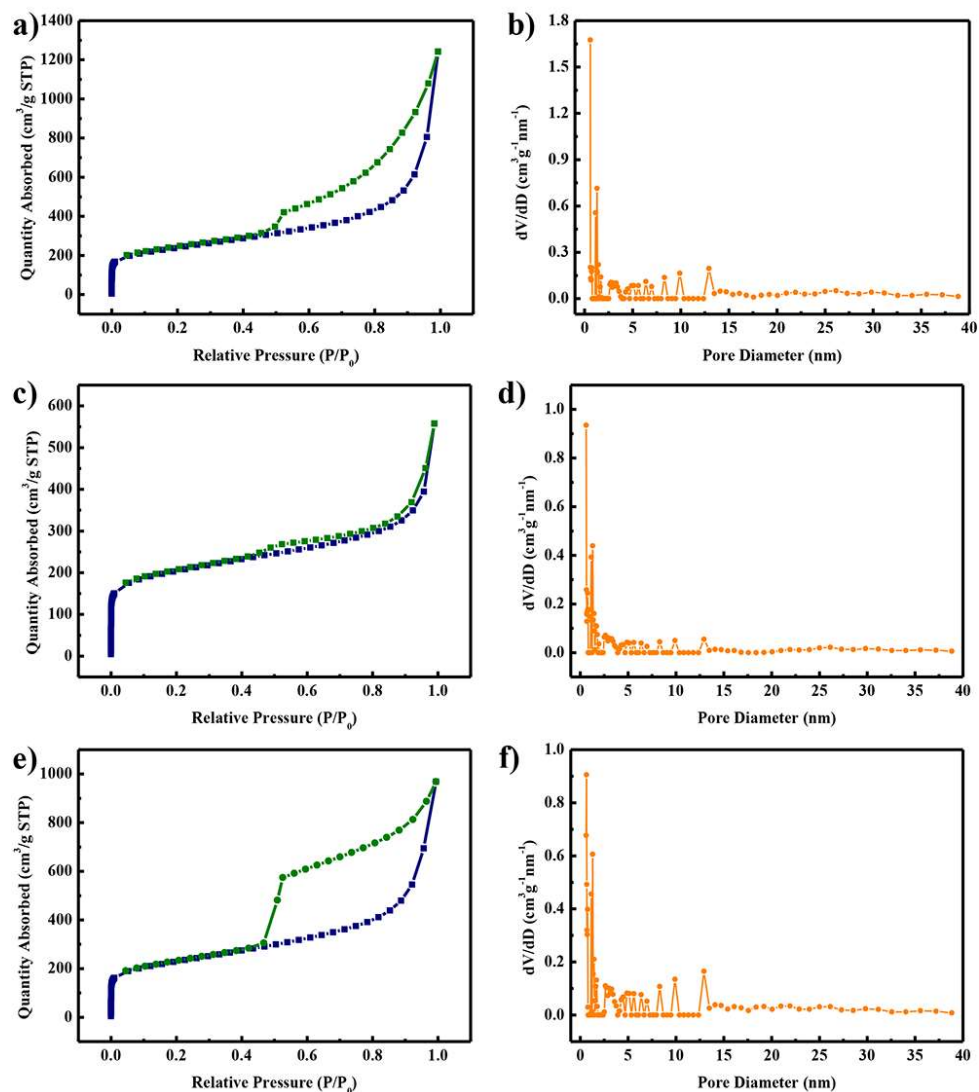 a)
1400
1200
1000
800
600
400
200
0
Quantity Absorbed (cm³/g STP)
0.0 0.2 0.4 0.6 0.8 1.0
Relative Pressure (P/P₀)
b)
1.8
1.5
1.2
0.9
0.6
0.3
0.0
dV/dD (cm³g⁻¹nm⁻¹)
0 5 10 15 20 25 30 35 40
Pore Diameter (nm)
c)
600
500
400
300
200
100
0
Quantity Absorbed (cm³/g STP)
0.0 0.2 0.4 0.6 0.8 1.0
Relative Pressure (P/P₀)
d)
1.0
0.8
0.6
0.4
0.2
0.0
dV/dD (cm³g⁻¹nm⁻¹)
0 5 10 15 20 25 30 35 40
Pore Diameter (nm)
e)
1000
800
600
400
200
0
Quantity Absorbed (cm³/g STP)
0.0 0.2 0.4 0.6 0.8 1.0
Relative Pressure (P/P₀)
f)
1.0
0.8
0.6
0.4
0.2
0.0
dV/dD (cm³g⁻¹nm⁻¹)
0 5 10 15 20 25 30 35 40
Pore Diameter (nm)